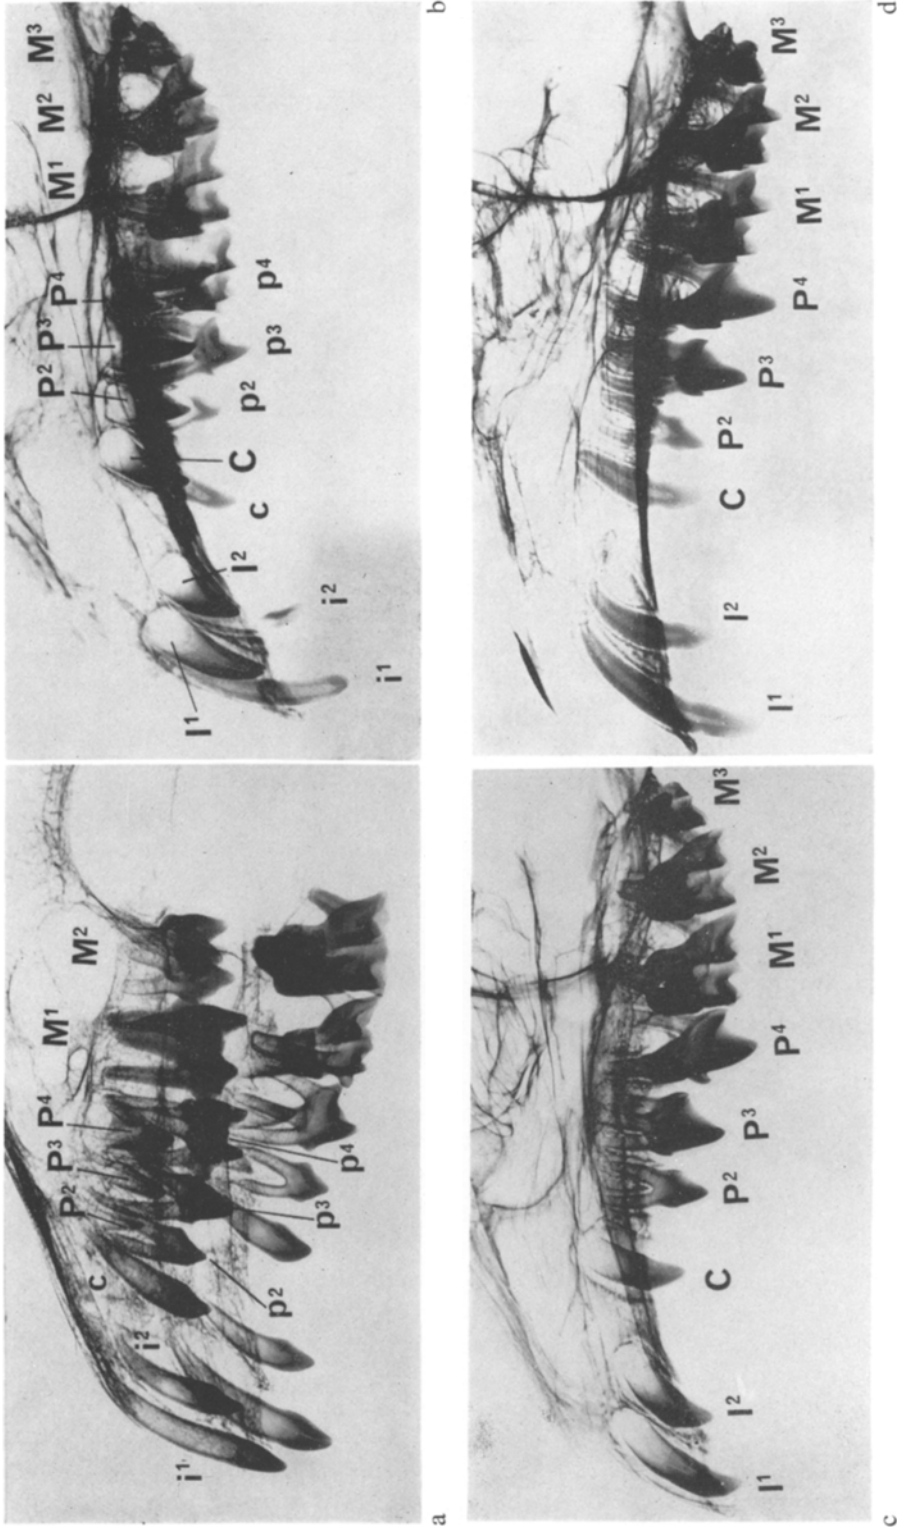 M²
M¹
P⁴
P³
P²
c
i²
i¹
p⁴
p³
p²
a
M³
M²
M¹
P⁴
P³
P²
I¹
I²
C
c
p²
p³
p⁴
i²
i¹
b
M³
M²
M¹
P⁴
P³
P²
C
I²
I¹
c
M³
M²
M¹
P⁴
P³
P²
C
I²
I¹
d